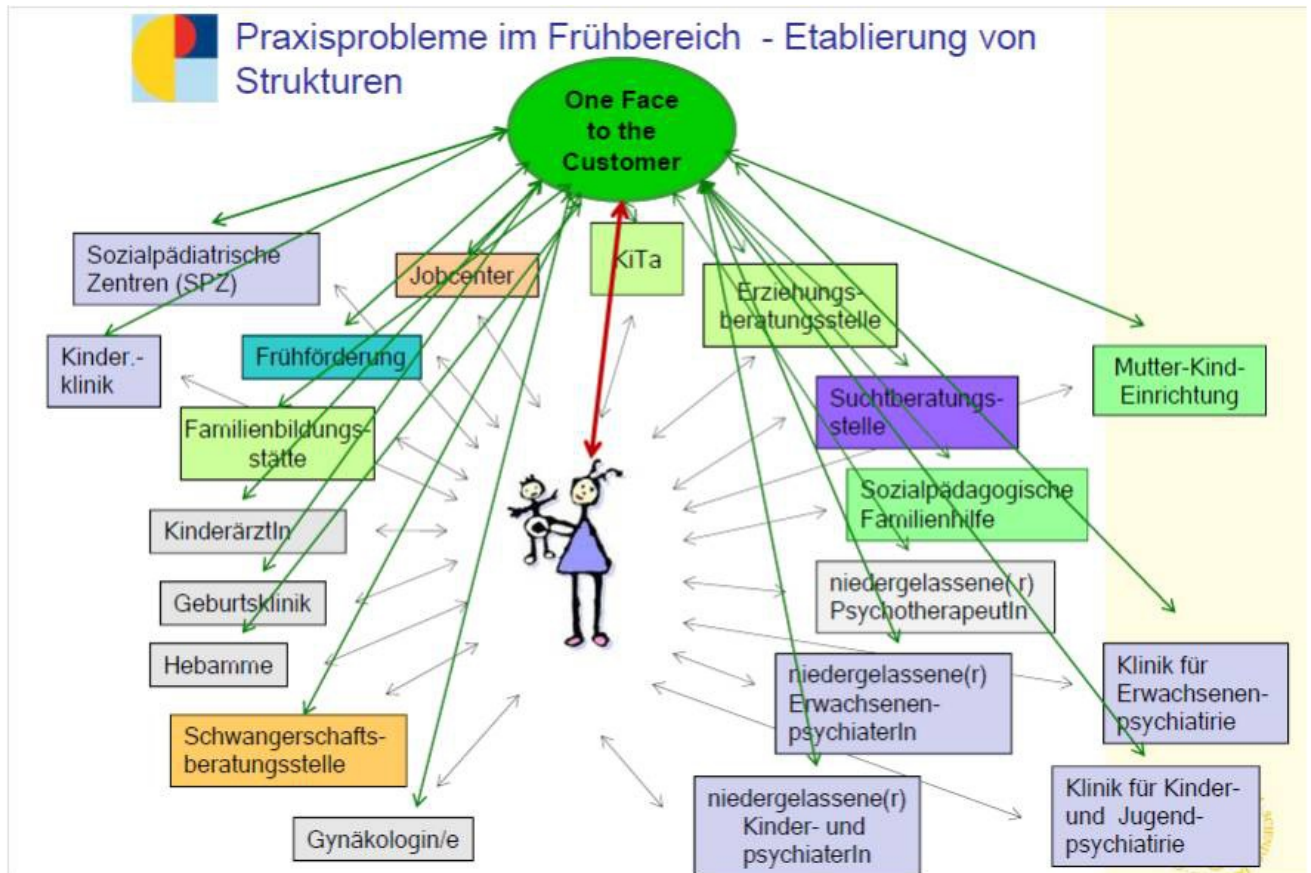 Praxisprobleme im Frühbereich - Etablierung von
Strukturen
One Face
to the
Customer
Sozialpädiatrische
Zentren (SPZ)
Jobcenter
KiTa
Erziehungs-
beratungsstelle
Kinder.-
klinik
Frühförderung
Mutter-Kind-
Einrichtung
Suchtberatungs-
stelle
Familienbildungs-
stätte
Sozialpädagogische
Familienhilfe
KinderärztIn
niedergelassene( r)
PsychotherapeutIn
Geburtsklinik
Hebamme
niedergelassene(r)
Erwachsenen-
psychiaterIn
Klinik für
Erwachsenen-
psychiatirie
Schwangerschafts-
beratungsstelle
niedergelassene(r)
Kinder- und
psychiaterIn
Klinik für Kinder-
und Jugend-
psychiatirie
Gynäkologin/e